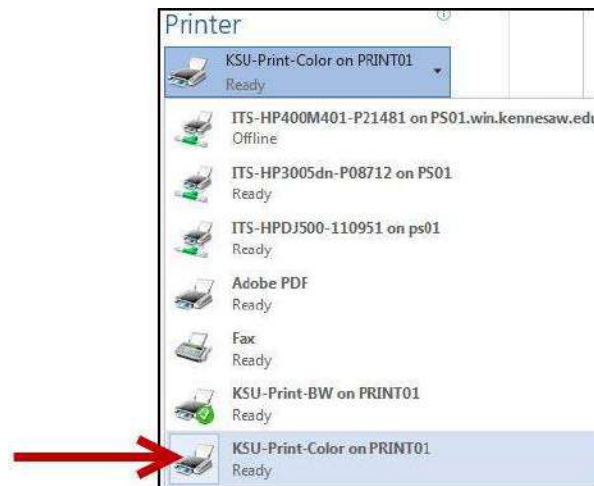 Printer
KSU-Print-Color on PRINT01
Ready
ITS-HP400M401-P21481 on PS01.win.kennesaw.edu
Offline
ITS-HP3005dn-P08712 on PS01
Ready
ITS-HPDJ500-110951 on ps01
Ready
Adobe PDF
Ready
Fax
Ready
KSU-Print-BW on PRINT01
Ready
KSU-Print-Color on PRINT01
Ready